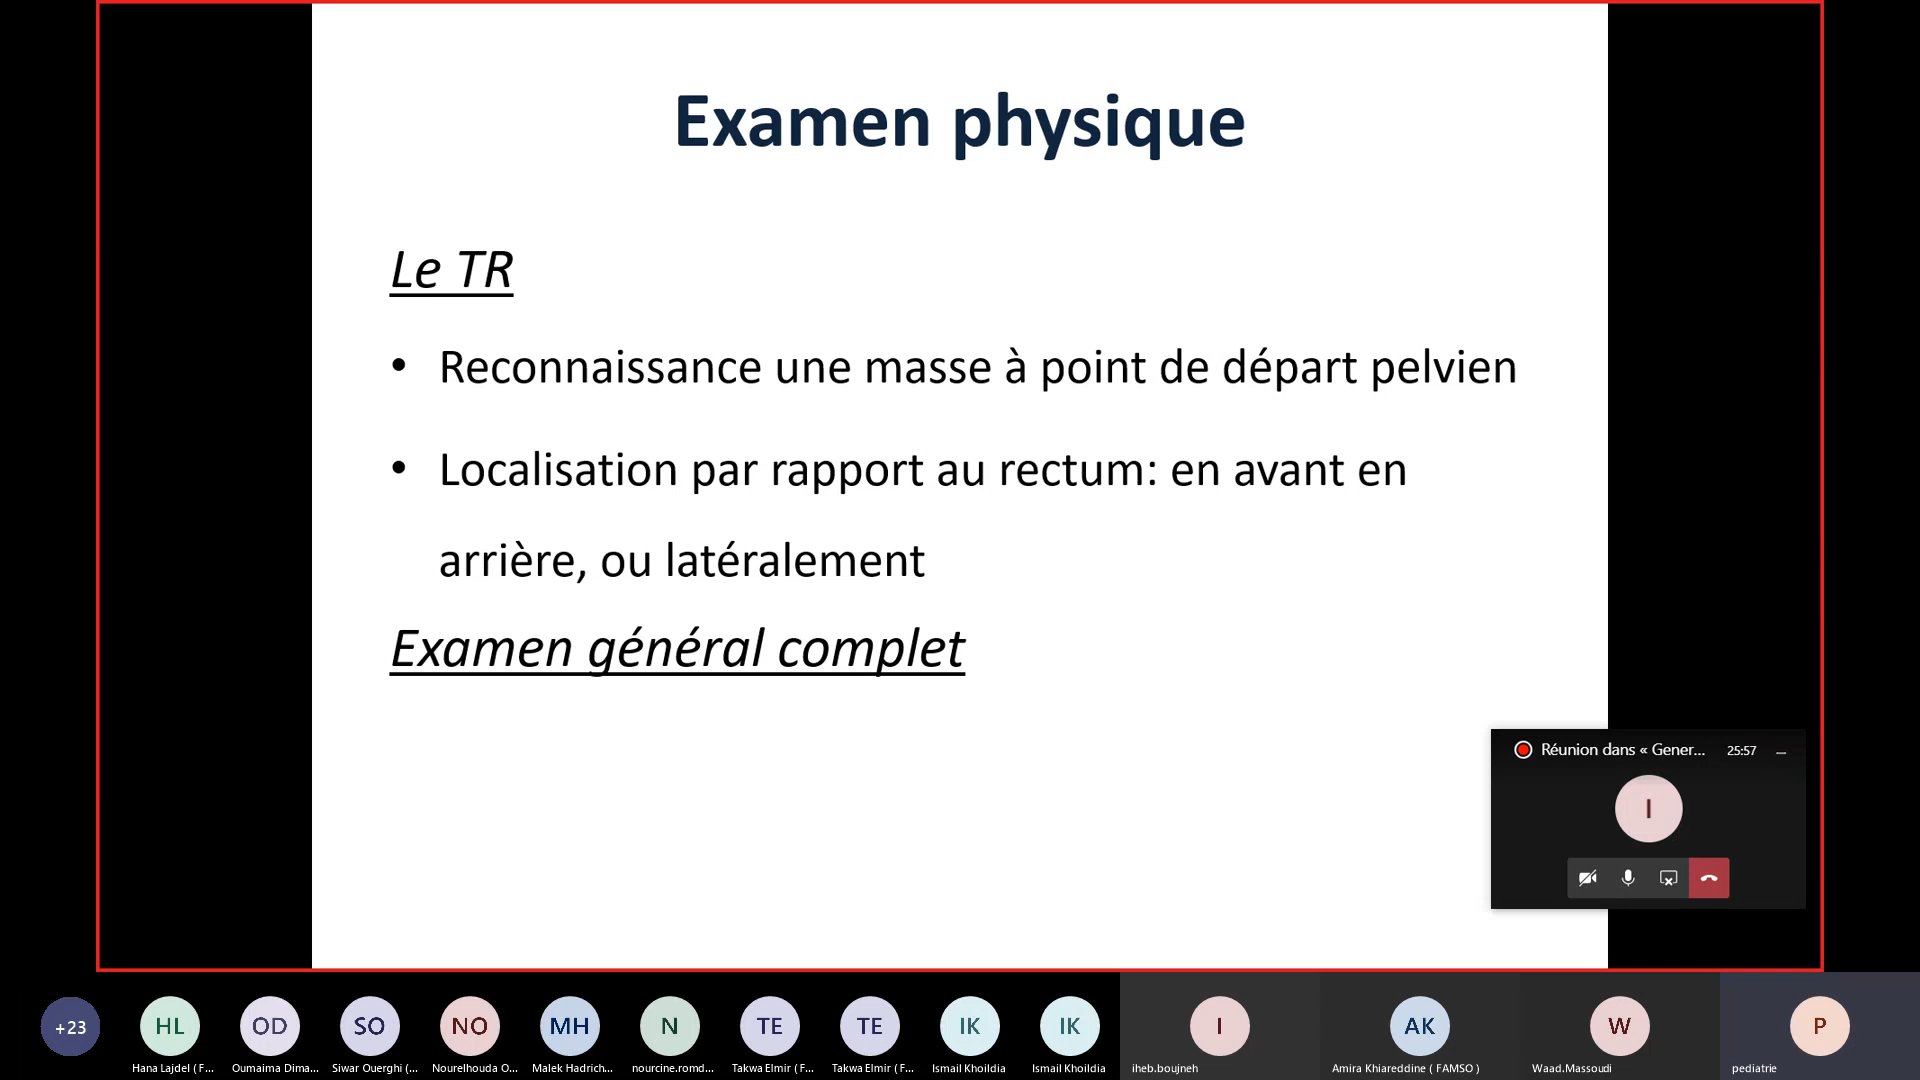 Examen physique
Le TR
• Reconnaissance une masse à point de départ pelvien
• Localisation par rapport au rectum: en avant en
arrière, ou latéralement
Examen général complet
Réunion dans « Gener... 25:57
I
+23 HL OD SO NO MH N TE TE IK IK I AK W P
Hana Lajdel ( F... Oumaima Dima... Siwar Ouerghi (... Nourelhouda O... Malek Hadrich... nourcine.romd... Takwa Elmir ( F... Takwa Elmir ( F... Ismail Khoildia Ismail Khoildia iheb.boujneh Amira Khiareddine ( FAMSO ) Waad.Massoudi pediatrie